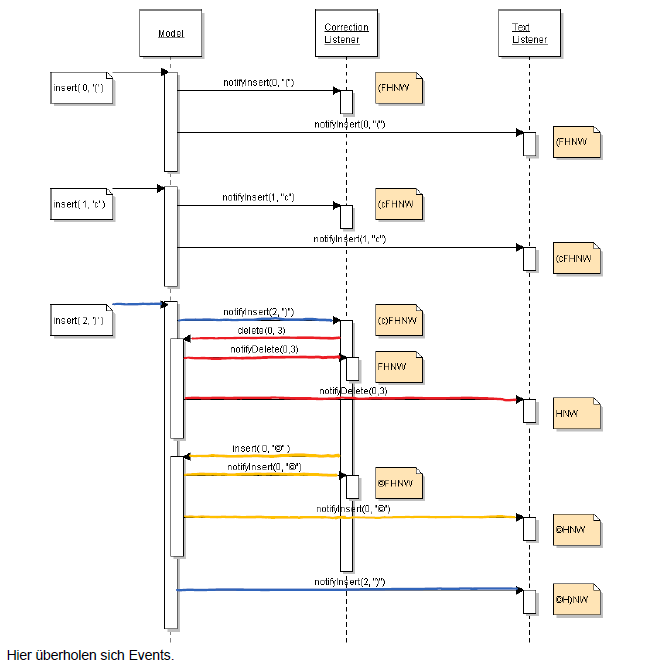 Model
Correction
Listener
Text
Listener
insert( 0, "(")
notifyInsert(0, "(")
(FHNW
notifyInsert(0, "(")
(FHNW
insert( 1, "c")
notifyInsert(1, "c")
(cFHNW
notifyInsert(1, "c")
(cFHNW
insert( 2, ")")
notifyInsert(2, ")")
(c)FHNW
delete(0, 3)
notifyDelete(0,3)
FHNW
notifyDelete(0,3)
HNW
insert( 0, "©" )
notifyInsert(0, "©")
©FHNW
notifyInsert(0, "©")
©HNW
notifyInsert(2, ")")
©H)NW
Hier überholen sich Events.